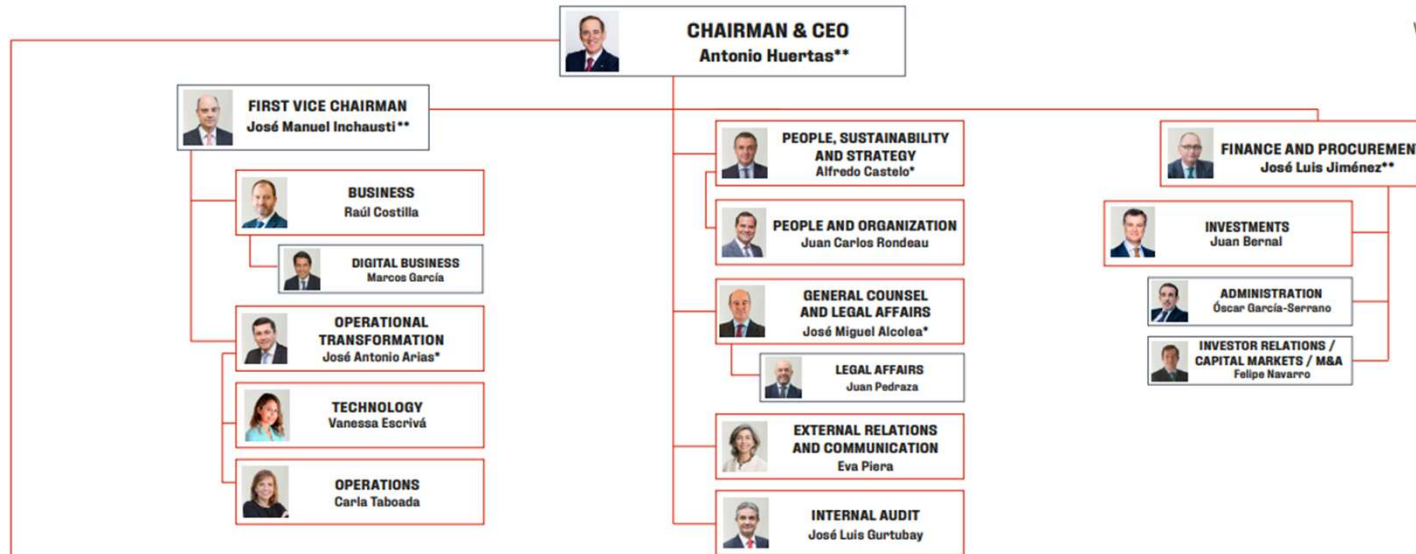 CHAIRMAN & CEO
Antonio Huertas**
FIRST VICE CHAIRMAN
José Manuel Inchausti**
BUSINESS
Raúl Costilla
DIGITAL BUSINESS
Marcos García
OPERATIONAL
TRANSFORMATION
José Antonio Arias*
TECHNOLOGY
Vanessa Escrivá
OPERATIONS
Carla Taboada
PEOPLE, SUSTAINABILITY
AND STRATEGY
Alfredo Castelo*
PEOPLE AND ORGANIZATION
Juan Carlos Rondeau
GENERAL COUNSEL
AND LEGAL AFFAIRS
José Miguel Alcolea*
LEGAL AFFAIRS
Juan Pedraza
EXTERNAL RELATIONS
AND COMMUNICATION
Eva Piera
INTERNAL AUDIT
José Luis Gurtubay
FINANCE AND PROCUREMENT
José Luis Jiménez**
INVESTMENTS
Juan Bernal
ADMINISTRATION
Óscar García-Serrano
INVESTOR RELATIONS /
CAPITAL MARKETS / M&A
Felipe Navarro